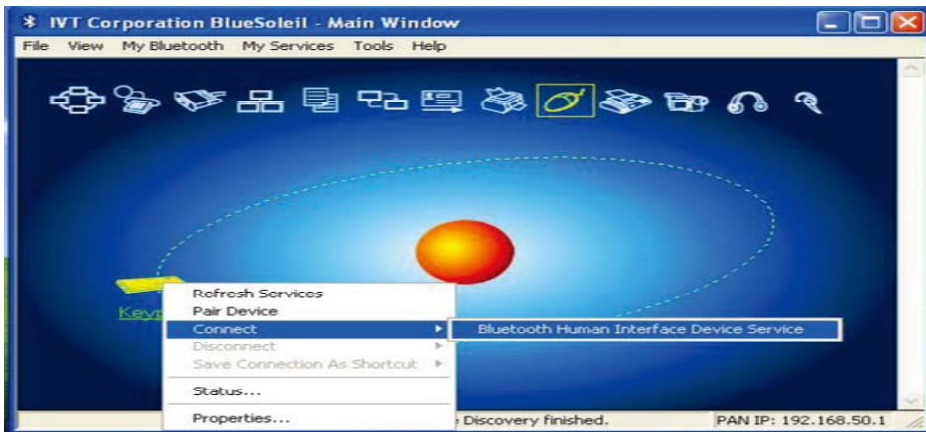 IVT Corporation BlueSoleil - Main Window
File View My Bluetooth My Services Tools Help
Refresh Services
Pair Device
Connect
Bluetooth Human Interface Device Service
Disconnect
Save Connection As Shortcut
Status...
Properties...
Discovery finished.
PAN IP: 192.168.50.1